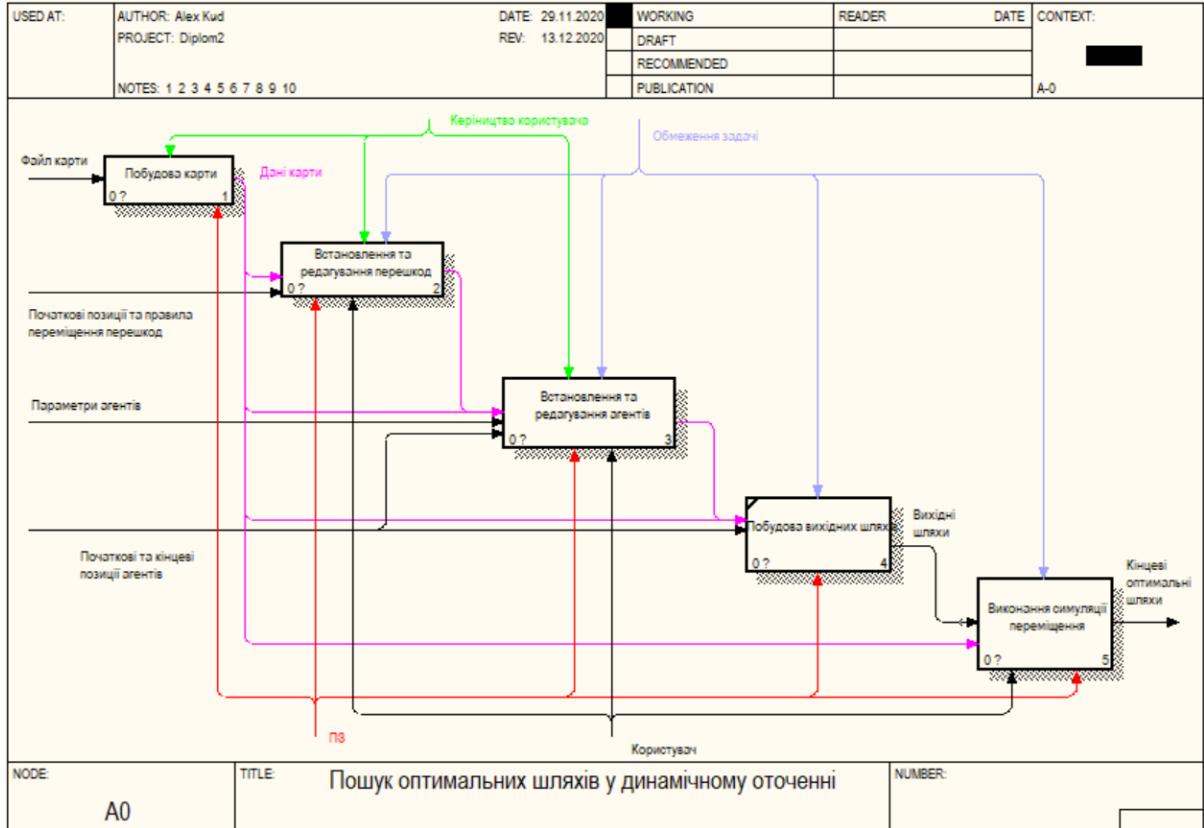 USED AT:
AUTHOR: Alex Kud
DATE: 29.11.2020
WORKING
READER
DATE
CONTEXT:
PROJECT: Diplom2
REV: 13.12.2020
DRAFT
RECOMMENDED
NOTES: 1 2 3 4 5 6 7 8 9 10
PUBLICATION
A-0
Керіництво користувача
Обмеження задачі
Файл карти
Побудова карти
0 ?
1
Дані карти
Встановлення та
редагування перешкод
0 ?
2
Початкові позиції та правила
переміщення перешкод
Параметри агентів
Встановлення та
редагування агентів
0 ?
3
Початкові та кінцеві
позиції агентів
Побудова вихідних шлях
0 ?
4
Вихідні
шляхи
Кінцеві
оптимальні
шляхи
Виконання симуляції
переміщення
0 ?
5
ПЗ
Користувач
NODE:
A0
TITLE:
Пошук оптимальних шляхів у динамічному оточенні
NUMBER: